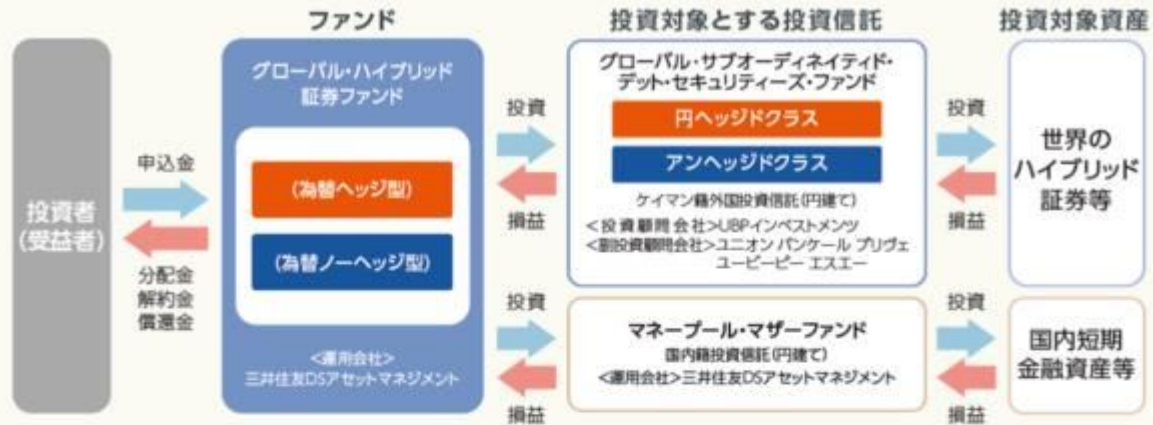 ファンド
投資対象とする投資信託
投資対象資産
投資者
(受益者)
申込金
分配金
解約金
償還金
グローバル・ハイブリッド
証券ファンド
(為替ヘッジ型)
(為替ノーヘッジ型)
<運用会社>
三井住友DSアセットマネジメント
投資
損益
投資
損益
グローバル・サブオーディネイティド・
デット・セキュリティーズ・ファンド
円ヘッジドクラス
アンヘッジドクラス
ケイマン籍外国投資信託(円建て)
<投資顧問会社>UBPインベストメンツ
<副投資顧問会社>ユニオン バンケール プリヴェ
ユービーピー エスエー
マネープール・マザーファンド
国内籍投資信託(円建て)
<運用会社>三井住友DSアセットマネジメント
投資
損益
投資
損益
世界の
ハイブリッド
証券等
国内短期
金融資産等